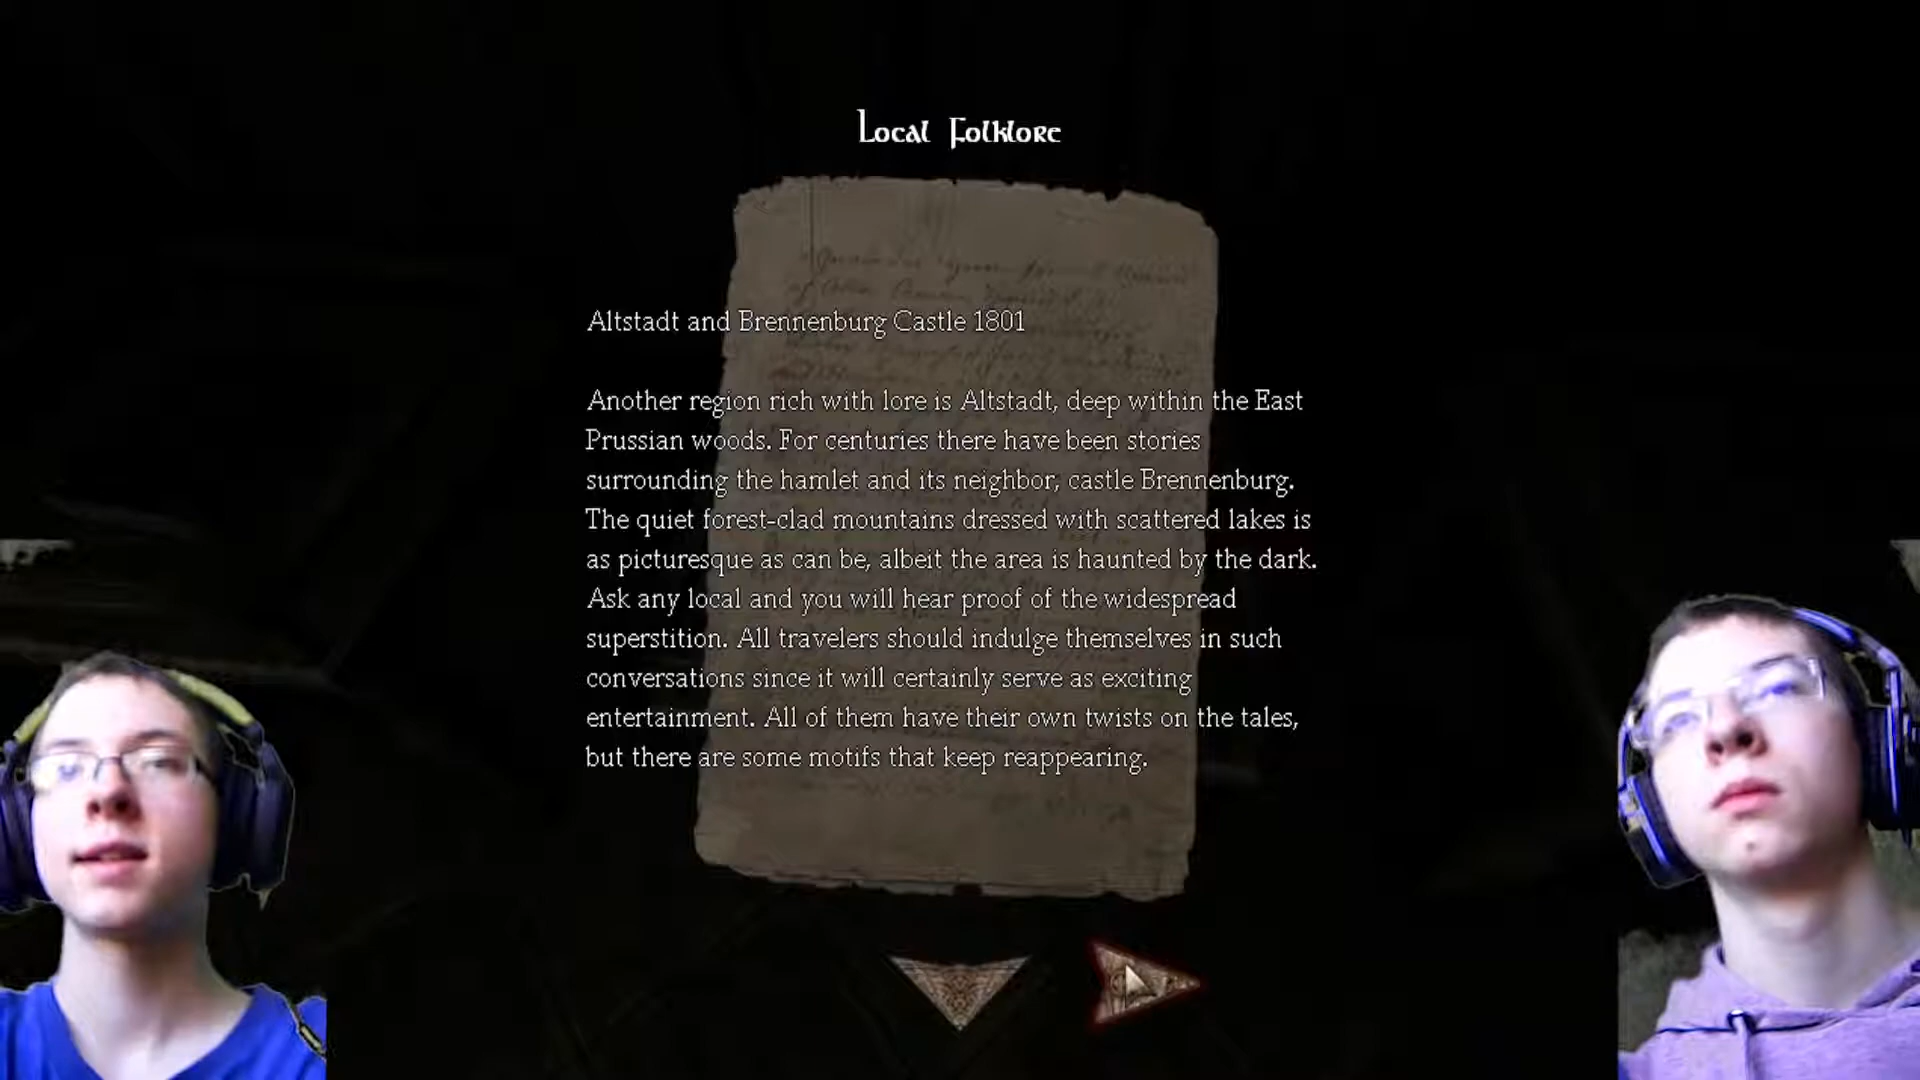 Local Folklore
Altstadt and Brennenburg Castle 1801
Another region rich with lore is Altstadt, deep within the East
Prussian woods. For centuries there have been stories
surrounding the hamlet and its neighbor, castle Brennenburg.
The quiet forest-clad mountains dressed with scattered lakes is
as picturesque as can be, albeit the area is haunted by the dark.
Ask any local and you will hear proof of the widespread
superstition. All travelers should indulge themselves in such
conversations since it will certainly serve as exciting
entertainment. All of them have their own twists on the tales,
but there are some motifs that keep reappearing.